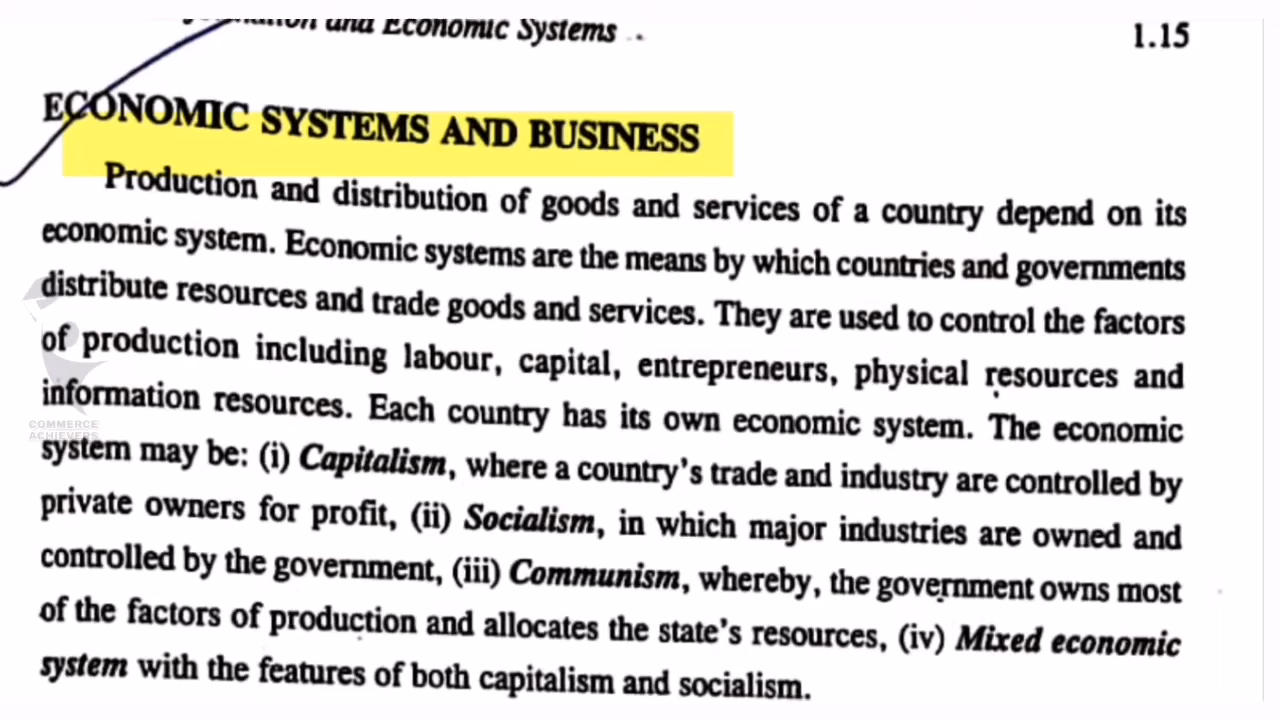 and Economic Systems
1.15
ECONOMIC SYSTEMS AND BUSINESS
Production and distribution of goods and services of a country depend on its
economic system. Economic systems are the means by which countries and governments
distribute resources and trade goods and services. They are used to control the factors
of production including labour, capital, entrepreneurs, physical resources and
information resources. Each country has its own economic system. The economic
system may be: (i) Capitalism, where a country's trade and industry are controlled by
private owners for profit, (ii) Socialism, in which major industries are owned and
controlled by the government, (iii) Communism, whereby, the government owns most
of the factors of production and allocates the state's resources, (iv) Mixed economic
system with the features of both capitalism and socialism.
COMMERCE
ACHIEVERS